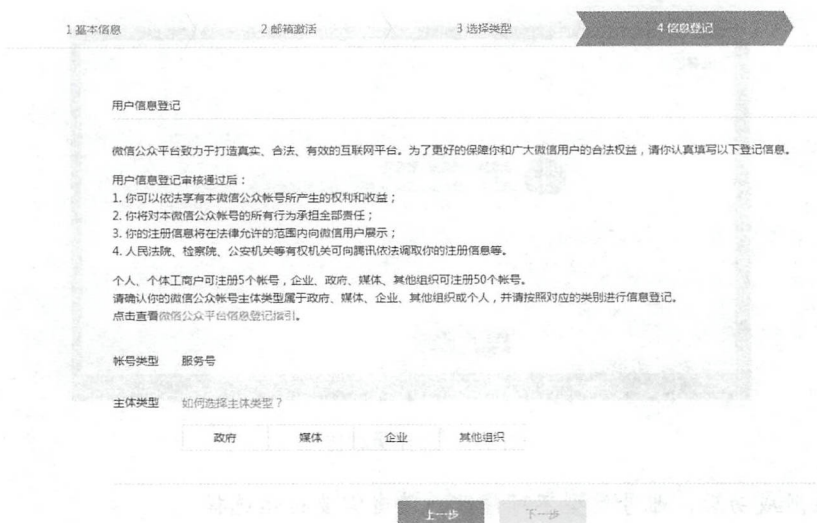 1 基本信息 2 邮箱激活 3 选择类型 4 信息登记
用户信息登记
微信公众平台致力于打造真实、合法、有效的互联网平台。为了更好的保障你和广大微信用户的合法权益，请你认真填写以下登记信息。
用户信息登记审核通过后：
1. 你可以依法享有本微信公众帐号所产生的权利和收益；
2. 你将对本微信公众帐号的所有行为承担全部责任；
3. 你的注册信息将在法律允许的范围内向微信用户展示；
4. 人民法院、检察院、公安机关等有权机关可向腾讯依法调取你的注册信息等。
个人、个体工商户可注册5个帐号，企业、政府、媒体、其他组织可注册50个帐号。
请确认你的微信公众帐号主体类型属于政府、媒体、企业、其他组织或个人，并请按照对应的类别进行信息登记。
点击查看微信公众平台信息登记指引。
帐号类型 服务号
主体类型 如何选择主体类型？
政府 媒体 企业 其他组织
上一步 下一步